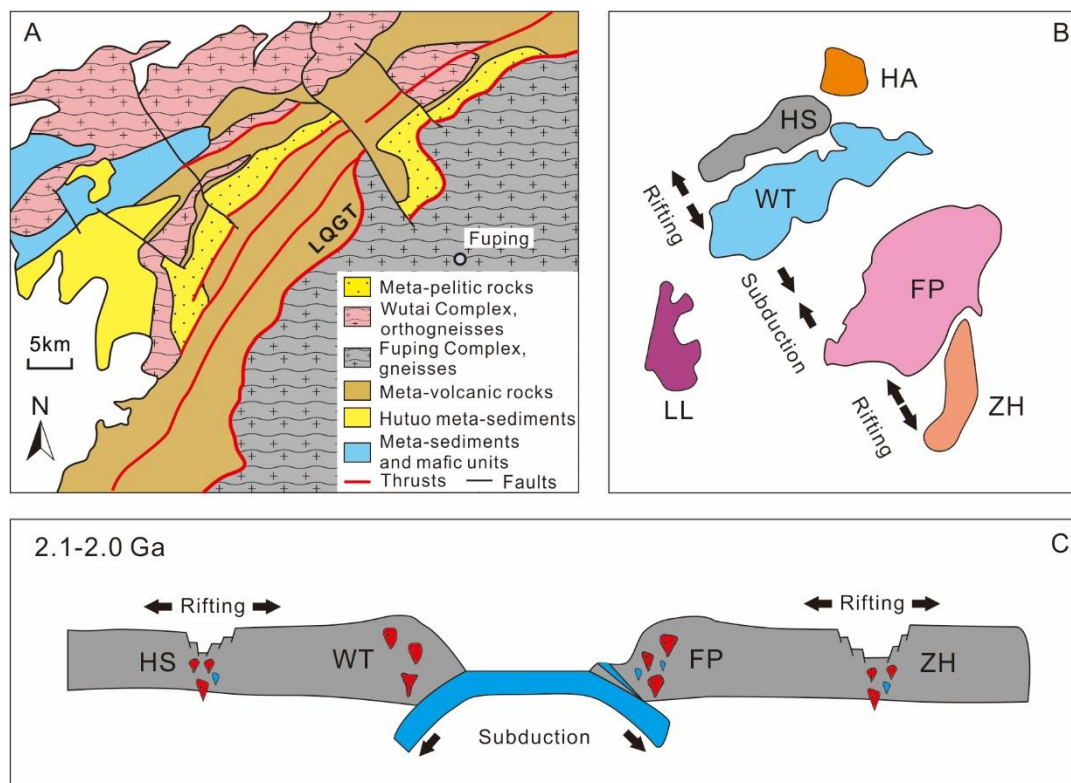 A
LQGT
Fuping
5km
N
Meta-pelitic rocks
Wutai Complex,
orthogneisses
Fuping Complex,
gneisses
Meta-volcanic rocks
Hutuo meta-sediments
Meta-sediments
and mafic units
Thrusts
Faults
B
HA
HS
Rifting
WT
Subduction
FP
LL
Rifting
ZH
2.1-2.0 Ga
C
Rifting
Rifting
HS
WT
FP
ZH
Subduction